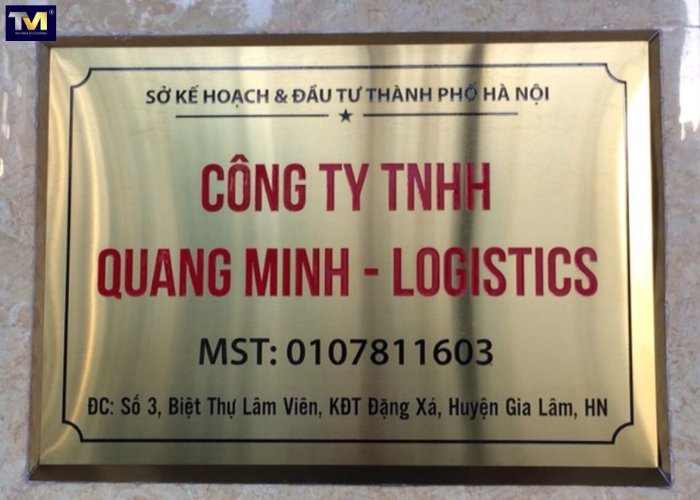 TM
SỞ KẾ HOẠCH & ĐẦU TƯ THÀNH PHỐ HÀ NỘI
CÔNG TY TNHH
QUANG MINH - LOGISTICS
MST: 0107811603
ĐC: Số 3, Biệt Thự Lâm Viên, KĐT Đặng Xá, Huyện Gia Lâm, HN